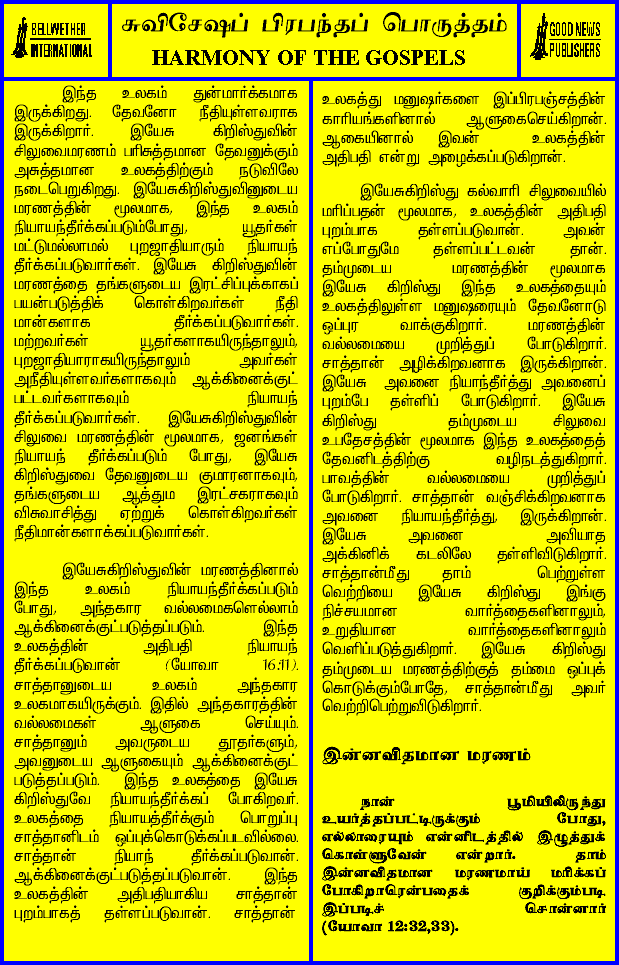 BELLWETHER
INTERNATIONAL
சுவிசேஷப் பிரபந்தப் பொருத்தம்
HARMONY OF THE GOSPELS
GOOD NEWS
PUBLISHERS
இந்த உலகம் துன்மார்க்கமாக
இருக்கிறது. தேவனோ நீதியுள்ளவராக
இருக்கிறார். இயேசு கிறிஸ்துவின்
சிலுவைமரணம் பரிசுத்தமான தேவனுக்கும்
அசுத்தமான உலகத்திற்கும் நடுவிலே
நடைபெறுகிறது. இயேசுகிறிஸ்துவினுடைய
மரணத்தின் மூலமாக, இந்த உலகம்
நியாயந்தீர்க்கப்படும்போது, யூதர்கள்
மட்டுமல்லாமல் புறஜாதியாரும் நியாயந்
தீர்க்கப்படுவார்கள். இயேசு கிறிஸ்துவின்
மரணத்தை தங்களுடைய இரட்சிப்புக்காகப்
பயன்படுத்திக் கொள்கிறவர்கள் நீதி
மான்களாக தீர்க்கப்படுவார்கள்.
மற்றவர்கள் யூதர்களாகயிருந்தாலும்,
புறஜாதியாராகயிருந்தாலும் அவர்கள்
அநீதியுள்ளவர்களாகவும் ஆக்கினைக்குட்
பட்டவர்களாகவும் நியாயந்
தீர்க்கப்படுவார்கள். இயேசுகிறிஸ்துவின்
சிலுவை மரணத்தின் மூலமாக, ஜனங்கள்
நியாயந் தீர்க்கப்படும் போது, இயேசு
கிறிஸ்துவை தேவனுடைய குமாரனாகவும்,
தங்களுடைய ஆத்தும இரட்சகராகவும்
விசுவாசித்து ஏற்றுக் கொள்கிறவர்கள்
நீதிமான்களாக்கப்படுவார்கள்.
இயேசுகிறிஸ்துவின் மரணத்தினால்
இந்த உலகம் நியாயந்தீர்க்கப்படும்
போது, அந்தகார வல்லமைகளெல்லாம்
ஆக்கினைக்குட்படுத்தப்படும். இந்த
உலகத்தின் அதிபதி நியாயந்
தீர்க்கப்படுவான் (யோவா 16:11).
சாத்தானுடைய உலகம் அந்தகார
உலகமாகயிருக்கும். இதில் அந்தகாரத்தின்
வல்லமைகள் ஆளுகை செய்யும்.
சாத்தானும் அவருடைய தூதர்களும்,
அவனுடைய ஆளுகையும் ஆக்கினைக்குட்
படுத்தப்படும். இந்த உலகத்தை இயேசு
கிறிஸ்துவே நியாயந்தீர்க்கப் போகிறவர்.
உலகத்தை நியாயந்தீர்க்கும் பொறுப்பு
சாத்தானிடம் ஒப்புக்கொடுக்கப்படவில்லை.
சாத்தான் நியாந் தீர்க்கப்படுவான்.
ஆக்கினைக்குட்படுத்தப்படுவான். இந்த
உலகத்தின் அதிபதியாகிய சாத்தான்
புறம்பாகத் தள்ளப்படுவான். சாத்தான்
உலகத்து மனுஷர்களை இப்பிரபஞ்சத்தின்
காரியங்களினால் ஆளுகைசெய்கிறான்.
ஆகையினால் இவன் உலகத்தின்
அதிபதி என்று அழைக்கப்படுகிறான்.
இயேசுகிறிஸ்து கல்வாரி சிலுவையில்
மரிப்பதன் மூலமாக, உலகத்தின் அதிபதி
புறம்பாக தள்ளப்படுவான். அவன்
எப்போதுமே தள்ளப்பட்டவன் தான்.
தம்முடைய மரணத்தின் மூலமாக
இயேசு கிறிஸ்து இந்த உலகத்தையும்
உலகத்திலுள்ள மனுஷரையும் தேவனோடு
ஒப்புர வாக்குகிறார். மரணத்தின்
வல்லமையை முறித்துப் போடுகிறார்.
சாத்தான் அழிக்கிறவனாக இருக்கிறான்.
இயேசு அவனை நியாந்தீர்த்து அவனைப்
புறம்பே தள்ளிப் போடுகிறார். இயேசு
கிறிஸ்து தம்முடைய சிலுவை
உபதேசத்தின் மூலமாக இந்த உலகத்தைத்
தேவனிடத்திற்கு வழிநடத்துகிறார்.
பாவத்தின் வல்லமையை முறித்துப்
போடுகிறார். சாத்தான் வஞ்சிக்கிறவனாக
அவனை நியாயந்தீர்த்து, இருக்கிறான்.
இயேசு அவனை அவியாத
அக்கினிக் கடலிலே தள்ளிவிடுகிறார்.
சாத்தான்மீது தாம் பெற்றுள்ள
வெற்றியை இயேசு கிறிஸ்து இங்கு
நிச்சயமான வார்த்தைகளினாலும்,
உறுதியான வார்த்தைகளினாலும்
வெளிப்படுத்துகிறார். இயேசு கிறிஸ்து
தம்முடைய மரணத்திற்குத் தம்மை ஒப்புக்
கொடுக்கும்போதே, சாத்தான்மீது அவர்
வெற்றிபெற்றுவிடுகிறார்.
இன்னவிதமான மரணம்
நான் பூமியிலிருந்து
உயர்த்தப்பட்டிருக்கும் போது,
எல்லாரையும் என்னிடத்தில் இழுத்துக்
கொள்ளுவேன் என்றார். தாம்
இன்னவிதமான மரணமாய் மரிக்கப்
போகிறாரென்பதைக் குறிக்கும்படி
இப்படிச் சொன்னார்
(யோவா 12:32,33).